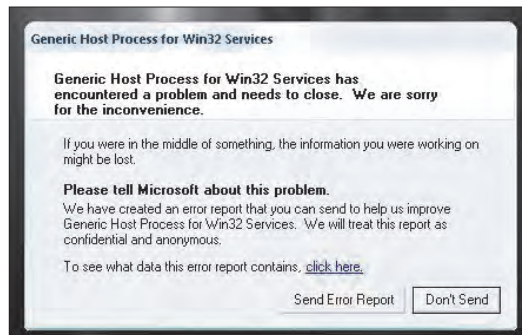 Generic Host Process for Win32 Services
Generic Host Process for Win32 Services has
encountered a problem and needs to close. We are sorry
for the inconvenience.
If you were in the middle of something, the information you were working on
might be lost.
Please tell Microsoft about this problem.
We have created an error report that you can send to help us improve
Generic Host Process for Win32 Services. We will treat this report as
confidential and anonymous.
To see what data this error report contains, click here.
Send Error Report Don't Send